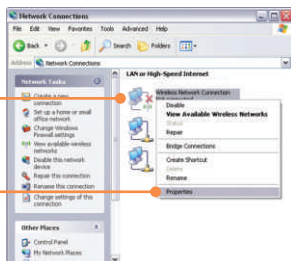 Network Connections
File Edit View Favorites Tools Advanced Help
Back Search Folders
Address Network Connections
Network Tasks
Create a new
connection
Set up a home or small
office network
Change Windows
Firewall settings
View available wireless
networks
Disable this network
device
Repair this connection
Rename this connection
Change settings of this
connection
Other Places
Control Panel
My Network Places
LAN or High-Speed Internet
Wireless Network Connection
Not connected
Disable
View Available Wireless Networks
Status
Repair
Bridge Connections
Create Shortcut
Delete
Rename
Properties